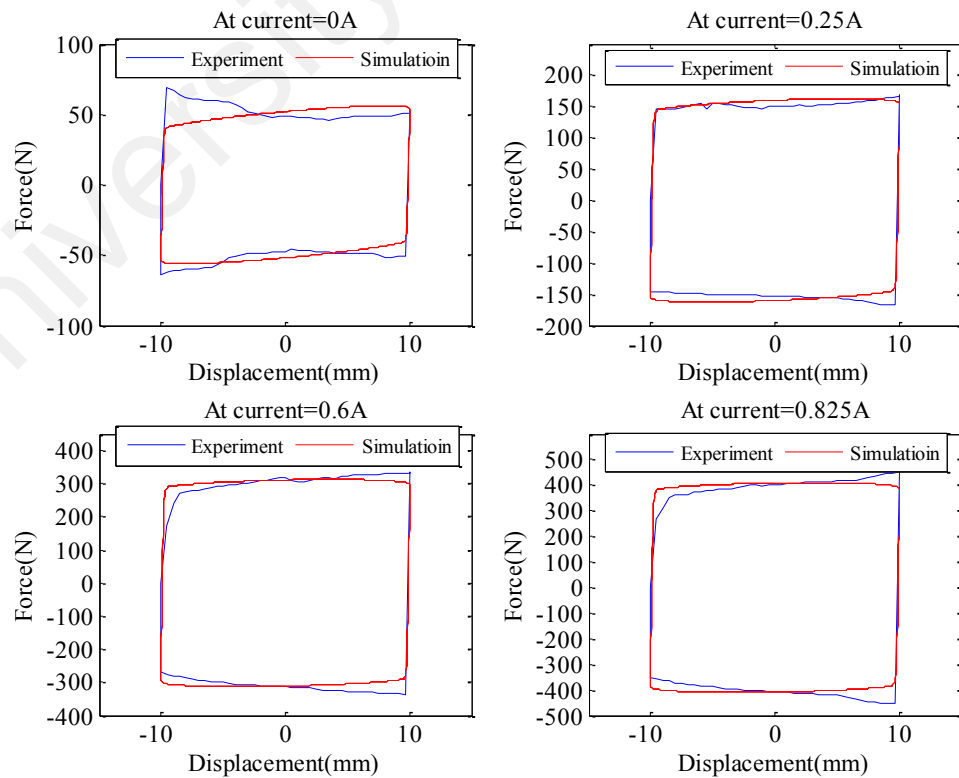 At current=0A
At current=0.25A
Experiment Simulatioin
Experiment Simulatioin
100
50
0
-50
-100
Force(N)
-10 0 10
Displacement(mm)
200
150
100
50
0
-50
-100
-150
-200
Force(N)
-10 0 10
Displacement(mm)
At current=0.6A
At current=0.825A
Experiment Simulatioin
Experiment Simulatioin
400
300
200
100
0
-100
-200
-300
-400
Force(N)
-10 0 10
Displacement(mm)
500
400
300
200
100
0
-100
-200
-300
-400
-500
Force(N)
-10 0 10
Displacement(mm)
niversity